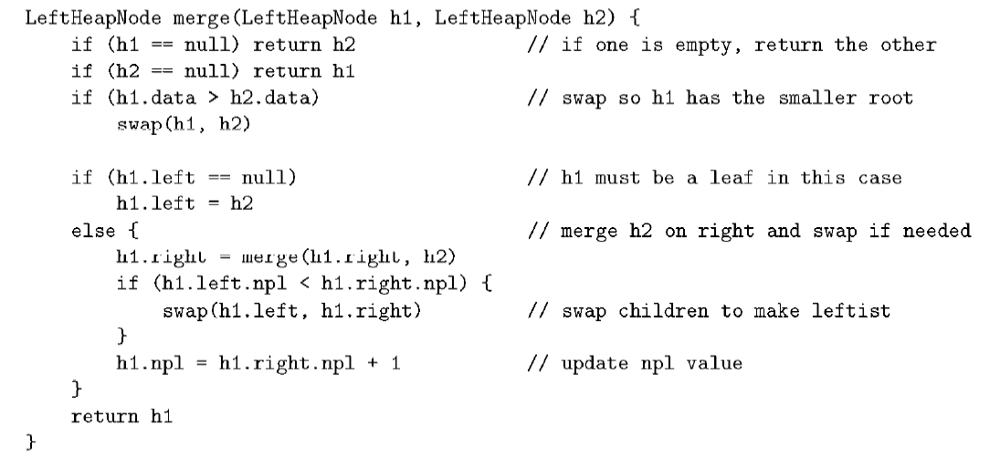 LeftHeapNode merge(LeftHeapNode h1, LeftHeapNode h2) {
    if (h1 == null) return h2                // if one is empty, return the other
    if (h2 == null) return h1
    if (h1.data > h2.data)                   // swap so h1 has the smaller root
        swap(h1, h2)
    if (h1.left == null)                     // h1 must be a leaf in this case
        h1.left = h2
    else {                                   // merge h2 on right and swap if needed
        h1.right = merge(h1.right, h2)
        if (h1.left.npl < h1.right.npl) {
            swap(h1.left, h1.right)          // swap children to make leftist
        }
        h1.npl = h1.right.npl + 1            // update npl value
    }
    return h1
}